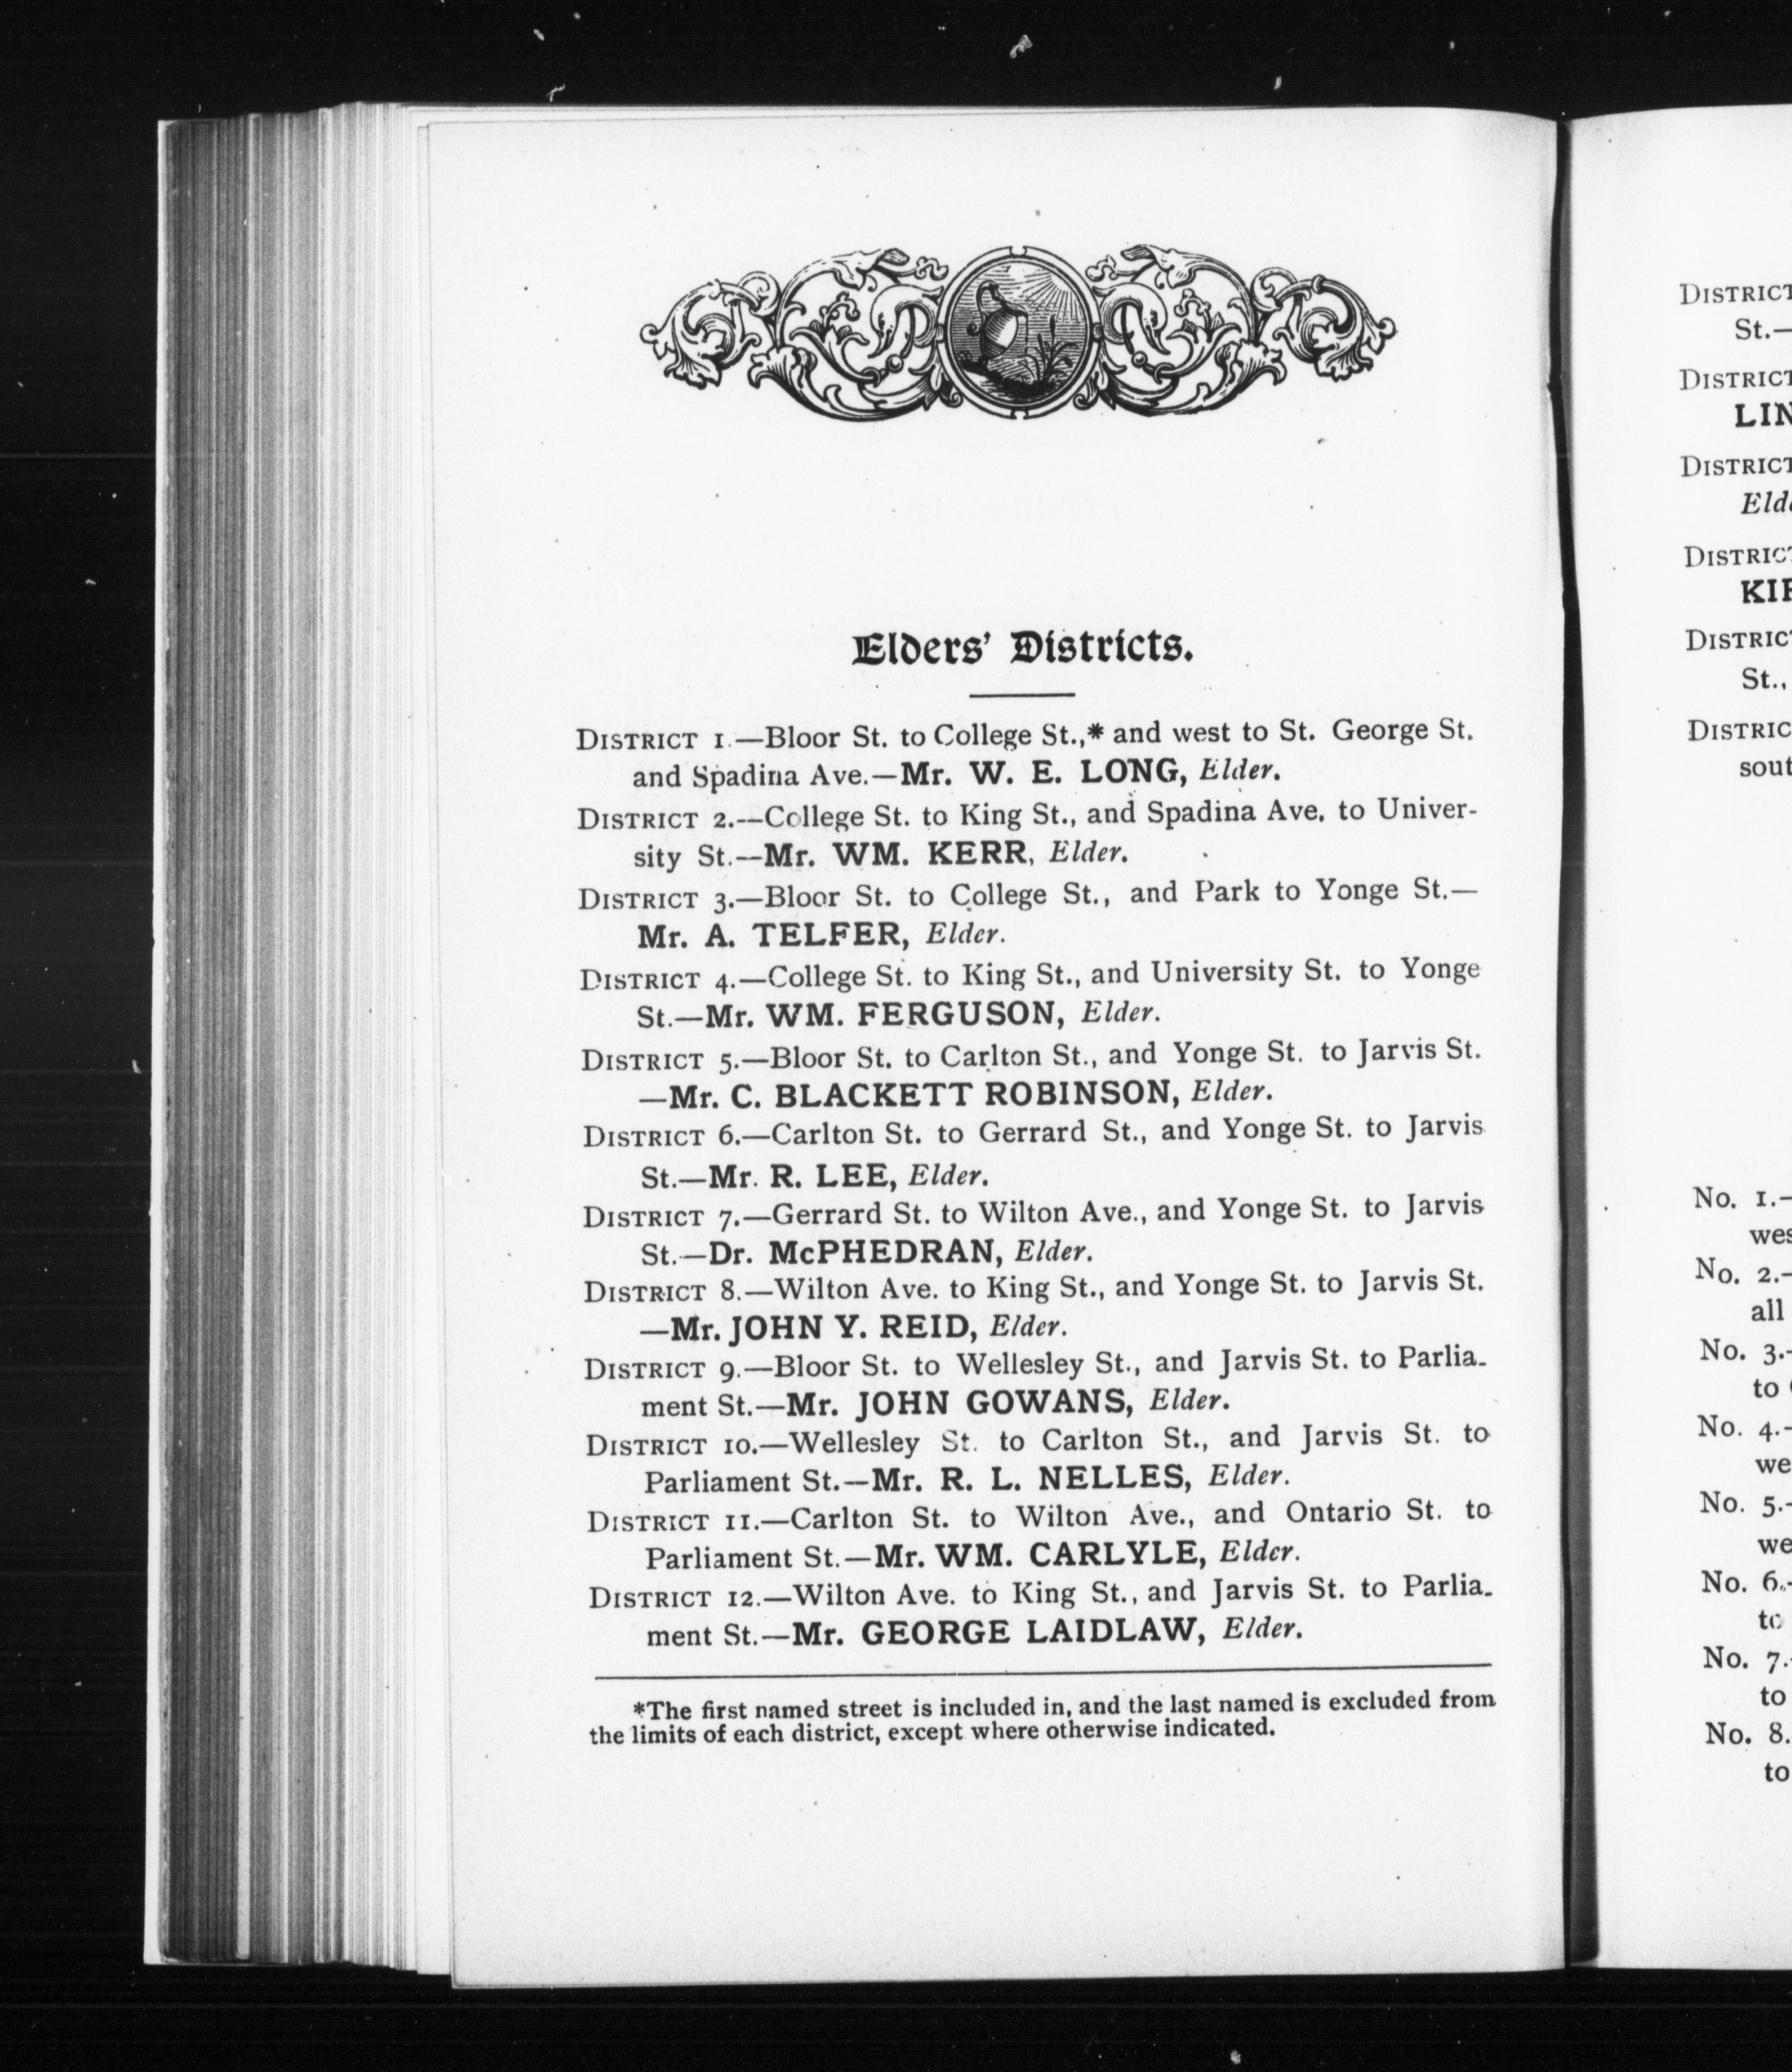 Elders' Districts.
DISTRICT 1.—Bloor St. to College St.,* and west to St. George St.
and Spadina Ave.—Mr. W. E. LONG, Elder.
DISTRICT 2.—College St. to King St., and Spadina Ave. to Univer-
sity St.—Mr. WM. KERR, Elder.
DISTRICT 3.—Bloor St. to College St., and Park to Yonge St.—
Mr. A. TELFER, Elder.
DISTRICT 4.—College St. to King St., and University St. to Yonge
St.—Mr. WM. FERGUSON, Elder.
DISTRICT 5.—Bloor St. to Carlton St., and Yonge St. to Jarvis St.
—Mr. C. BLACKETT ROBINSON, Elder.
DISTRICT 6.—Carlton St. to Gerrard St., and Yonge St. to Jarvis
St.—Mr. R. LEE, Elder.
DISTRICT 7.—Gerrard St. to Wilton Ave., and Yonge St. to Jarvis
St.—Dr. McPHEDRAN, Elder.
DISTRICT 8.—Wilton Ave. to King St., and Yonge St. to Jarvis St.
—Mr. JOHN Y. REID, Elder.
DISTRICT 9.—Bloor St. to Wellesley St., and Jarvis St. to Parlia-
ment St.—Mr. JOHN GOWANS, Elder.
DISTRICT 10.—Wellesley St. to Carlton St., and Jarvis St. to
Parliament St.—Mr. R. L. NELLES, Elder.
DISTRICT 11.—Carlton St. to Wilton Ave., and Ontario St. to
Parliament St.—Mr. WM. CARLYLE, Elder.
DISTRICT 12.—Wilton Ave. to King St., and Jarvis St. to Parlia-
ment St.—Mr. GEORGE LAIDLAW, Elder.
*The first named street is included in, and the last named is excluded from
the limits of each district, except where otherwise indicated.
DISTRICT
St.—
DISTRICT
DISTRICT
DISTRICT
DISTRICT
St.,
DISTRIC
No. 1.—
No. 2.—
all
No. 3.—
to
No. 4.—
No. 5.—
No. 6.—
to
No. 7.
to
No. 8.
to